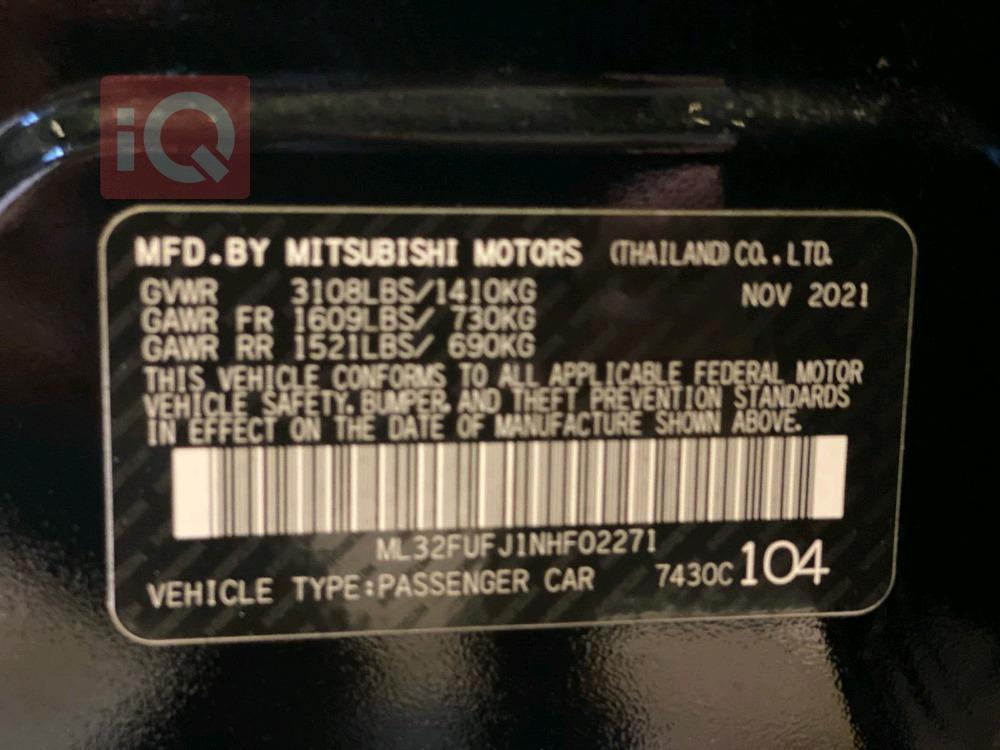 iQ
MFD.BY MITSUBISHI MOTORS (THAILAND) CO., LTD.
GVWR 3108LBS/1410KG NOV 2021
GAWR FR 1609LBS/ 730KG
GAWR RR 1521LBS/ 690KG
THIS VEHICLE CONFORMS TO ALL APPLICABLE FEDERAL MOTOR
VEHICLE SAFETY, BUMPER, AND THEFT PREVENTION STANDARDS
IN EFFECT ON THE DATE OF MANUFACTURE SHOWN ABOVE.
ML32FUFJ1NHF02271
VEHICLE TYPE:PASSENGER CAR 7430C 104